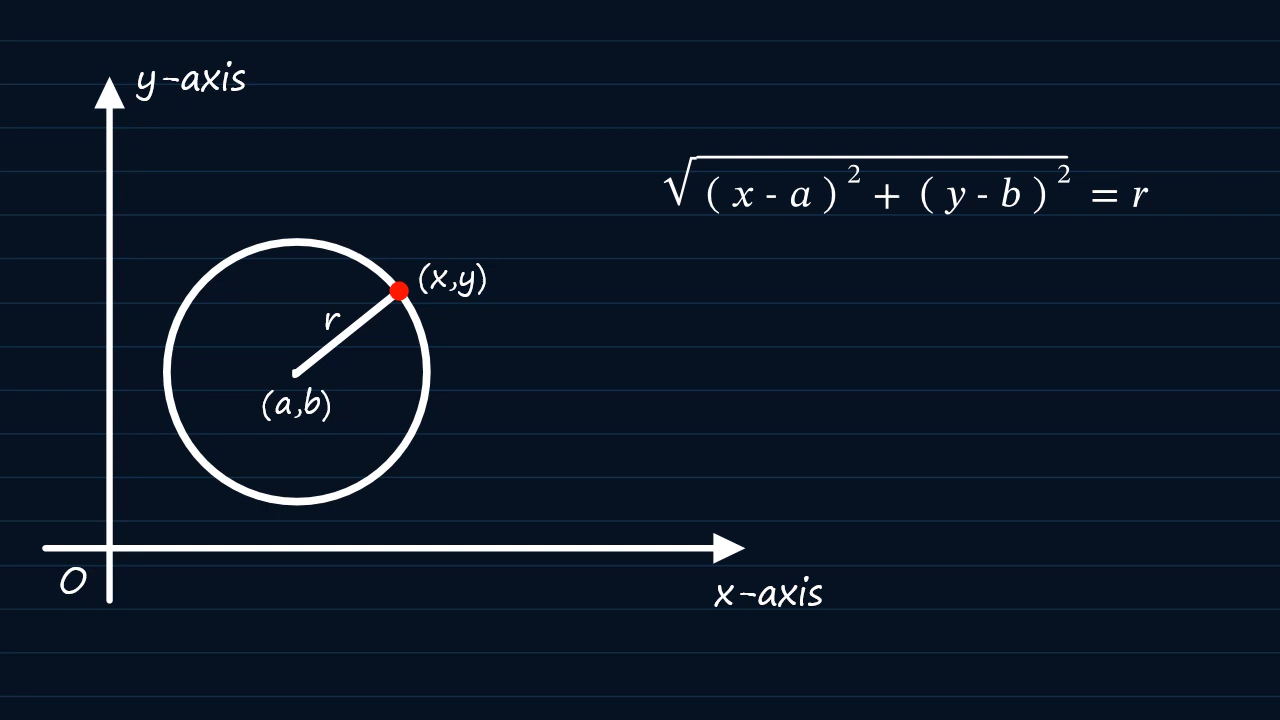 y-axis
√(x-a)² + (y-b)² = r
(x,y)
r
(a,b)
O
x-axis